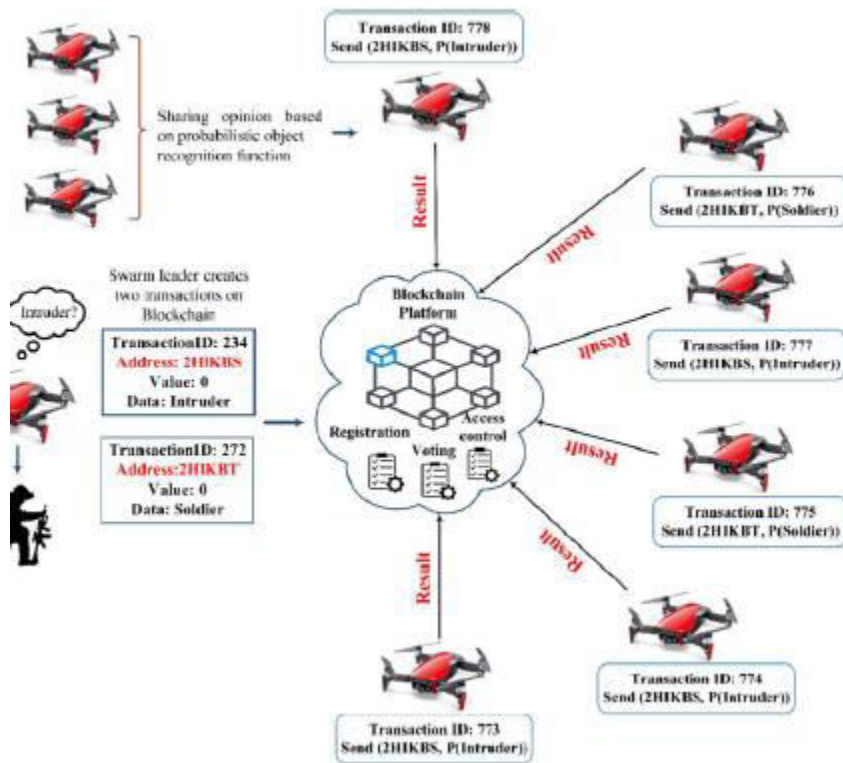 Transaction ID: 778
Send (2HIKBS, P(Intruder))
Sharing opinion based
on probabilistic object
recognition function
Result
Transaction ID: 776
Send (2HIKBT, P(Soldier))
Result
Swarm leader creates
two transactions on
Blockchain
Intruder?
TransactionID: 234
Address: 2HIKBS
Value: 0
Data: Intruder
TransactionID: 272
Address:2HIKBT
Value: 0
Data: Soldier
Blockchain
Platform
Registration
Voting
Access
control
Result
Transaction ID: 777
Send (2HIKBS, P(Intruder))
Result
Transaction ID: 775
Send (2HIKBT, P(Soldier))
Result
Transaction ID: 774
Send (2HIKBS, P(Intruder))
Result
Transaction ID: 773
Send (2HIKBS, P(Intruder))